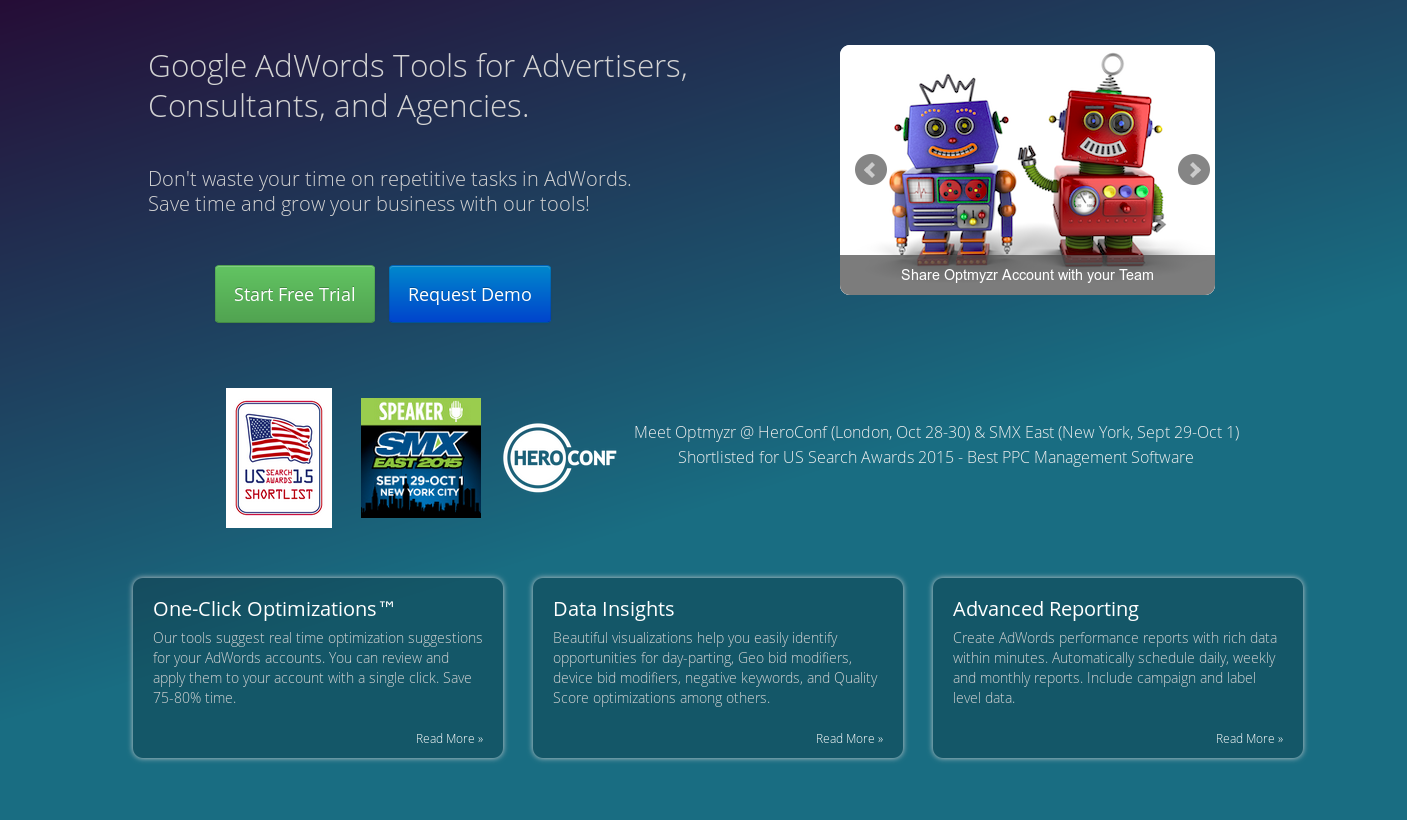 Google AdWords Tools for Advertisers,
Consultants, and Agencies.
Don't waste your time on repetitive tasks in AdWords.
Save time and grow your business with our tools!
Start Free Trial
Request Demo
Share Optmyzr Account with your Team
US SEARCH AWARDS 15
SHORTLIST
SPEAKER
SMX
EAST 2015
SEPT 29-OCT 1
NEW YORK CITY
HEROCONF
Meet Optmyzr @ HeroConf (London, Oct 28-30) & SMX East (New York, Sept 29-Oct 1)
Shortlisted for US Search Awards 2015 - Best PPC Management Software
One-Click Optimizations™
Our tools suggest real time optimization suggestions
for your AdWords accounts. You can review and
apply them to your account with a single click. Save
75-80% time.
Read More »
Data Insights
Beautiful visualizations help you easily identify
opportunities for day-parting, Geo bid modifiers,
device bid modifiers, negative keywords, and Quality
Score optimizations among others.
Read More »
Advanced Reporting
Create AdWords performance reports with rich data
within minutes. Automatically schedule daily, weekly
and monthly reports. Include campaign and label
level data.
Read More »